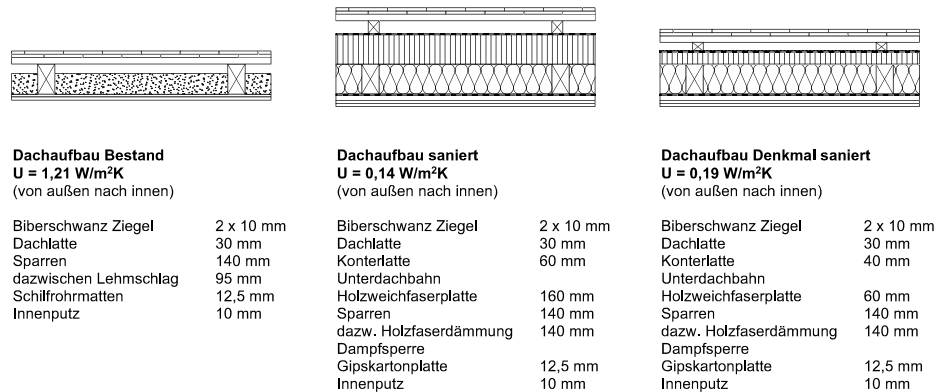 Dachaufbau Bestand
U = 1,21 W/m²K
(von außen nach innen)
Biberschwanz Ziegel 2 x 10 mm
Dachlatte 30 mm
Sparren 140 mm
dazwischen Lehmschlag 95 mm
Schilfrohrmatten 12,5 mm
Innenputz 10 mm
Dachaufbau saniert
U = 0,14 W/m²K
(von außen nach innen)
Biberschwanz Ziegel 2 x 10 mm
Dachlatte 30 mm
Konterlatte 60 mm
Unterdachbahn
Holzweichfaserplatte 160 mm
Sparren 140 mm
dazw. Holzfaserdämmung 140 mm
Dampfsperre
Gipskartonplatte 12,5 mm
Innenputz 10 mm
Dachaufbau Denkmal saniert
U = 0,19 W/m²K
(von außen nach innen)
Biberschwanz Ziegel 2 x 10 mm
Dachlatte 30 mm
Konterlatte 40 mm
Unterdachbahn
Holzweichfaserplatte 60 mm
Sparren 140 mm
dazw. Holzfaserdämmung 140 mm
Dampfsperre
Gipskartonplatte 12,5 mm
Innenputz 10 mm